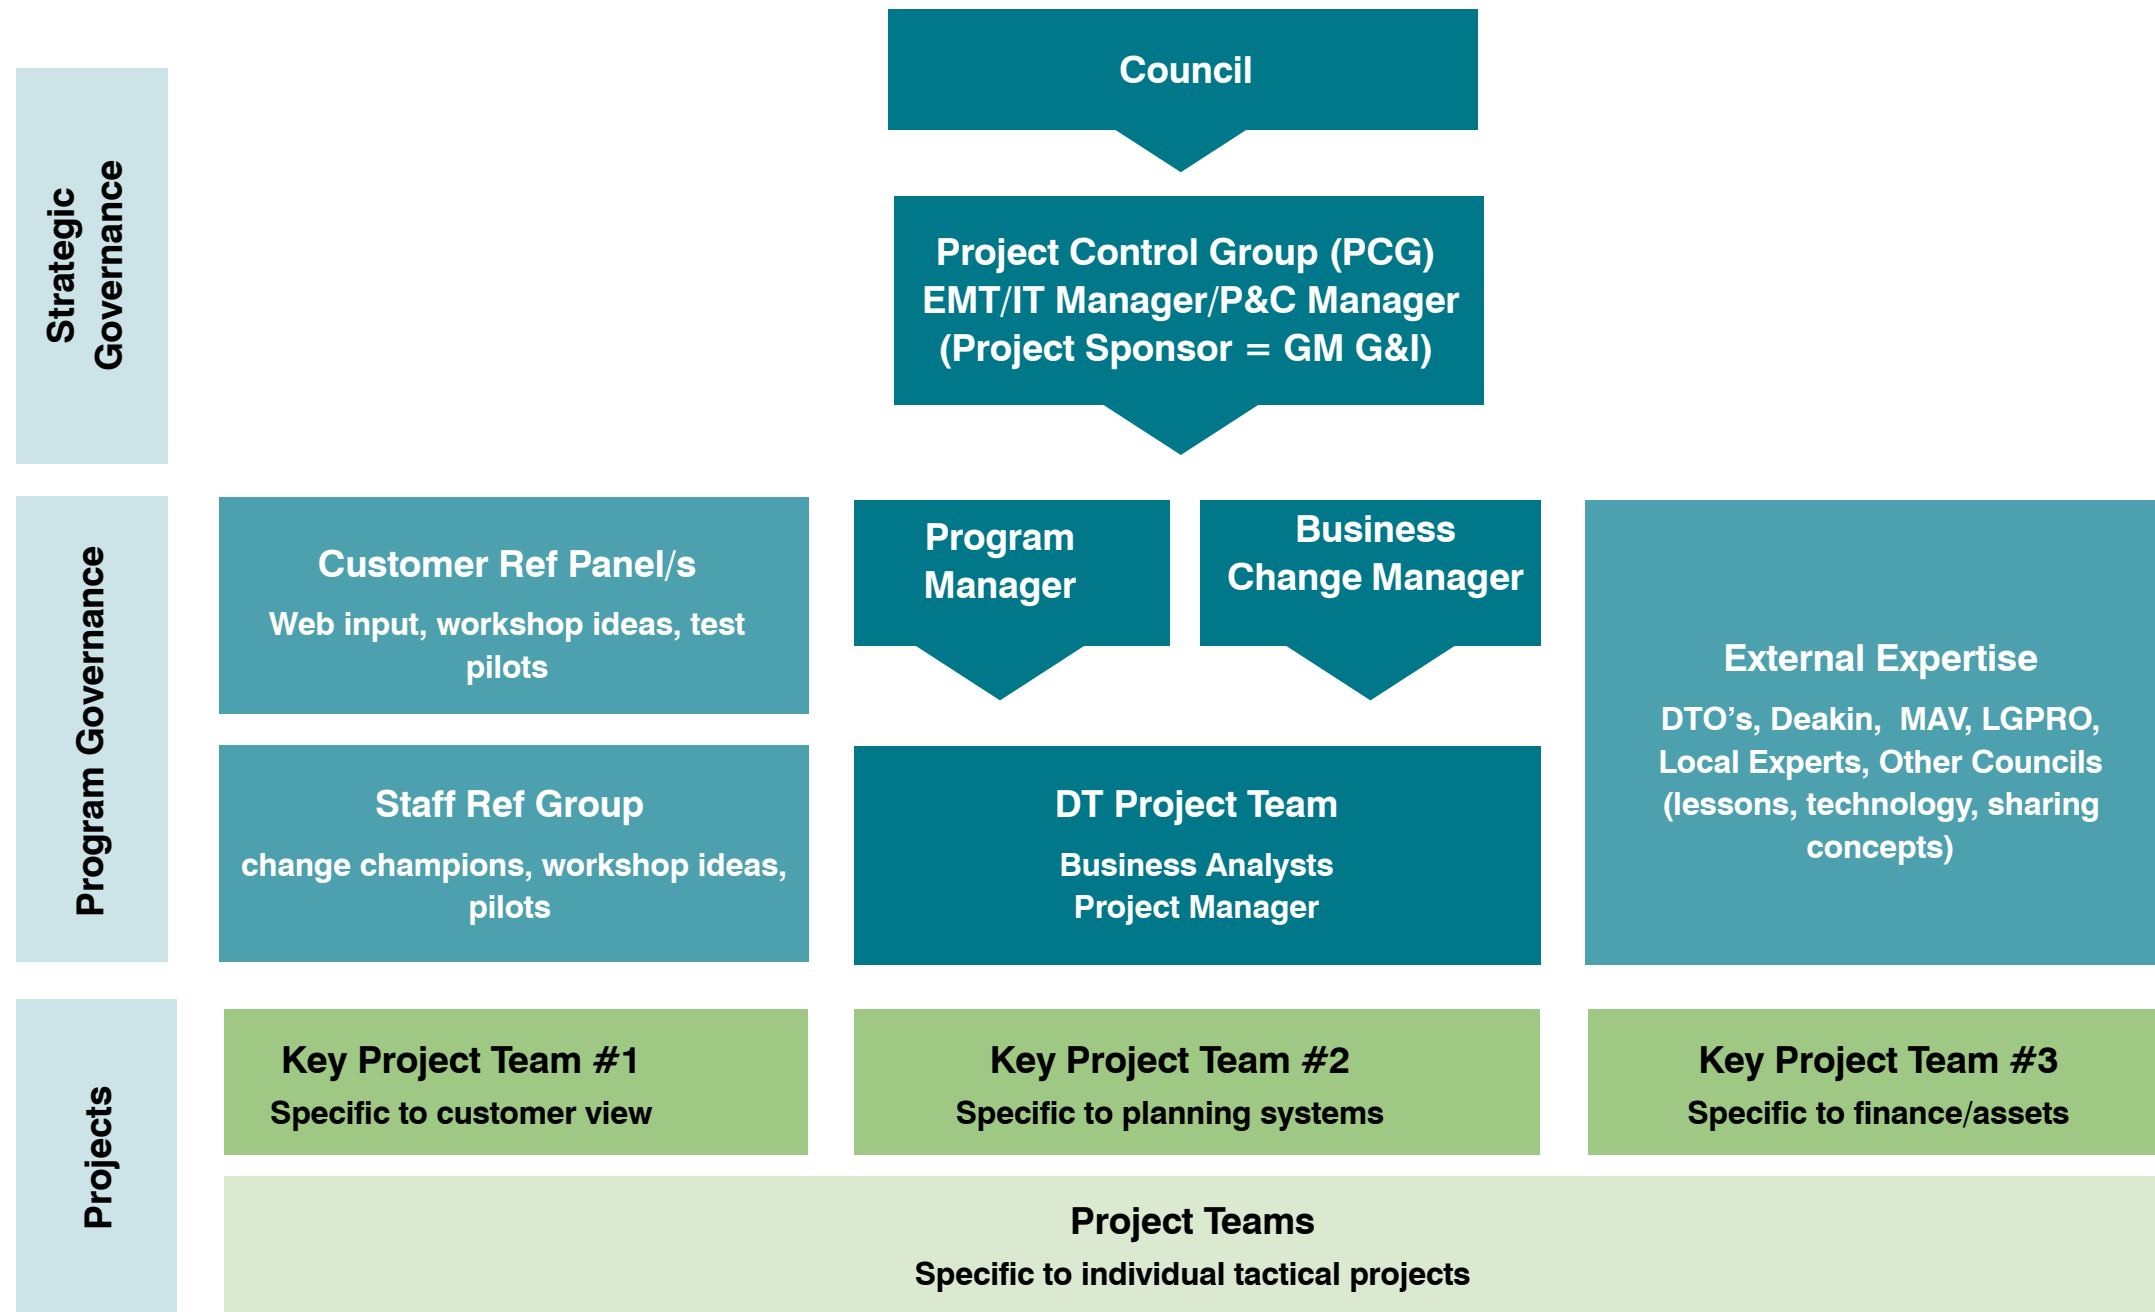 Council
Strategic
Governance
Project Control Group (PCG)
EMT/IT Manager/P&C Manager
(Project Sponsor = GM G&I)
Program Governance
Customer Ref Panel/s
Web input, workshop ideas, test
pilots
Program
Manager
Business
Change Manager
External Expertise
DTO’s, Deakin,  MAV, LGPRO,
Local Experts, Other Councils
(lessons, technology, sharing
concepts)
Staff Ref Group
change champions, workshop ideas,
pilots
DT Project Team
Business Analysts
Project Manager
Projects
Key Project Team #1
Specific to customer view
Key Project Team #2
Specific to planning systems
Key Project Team #3
Specific to finance/assets
Project Teams
Specific to individual tactical projects